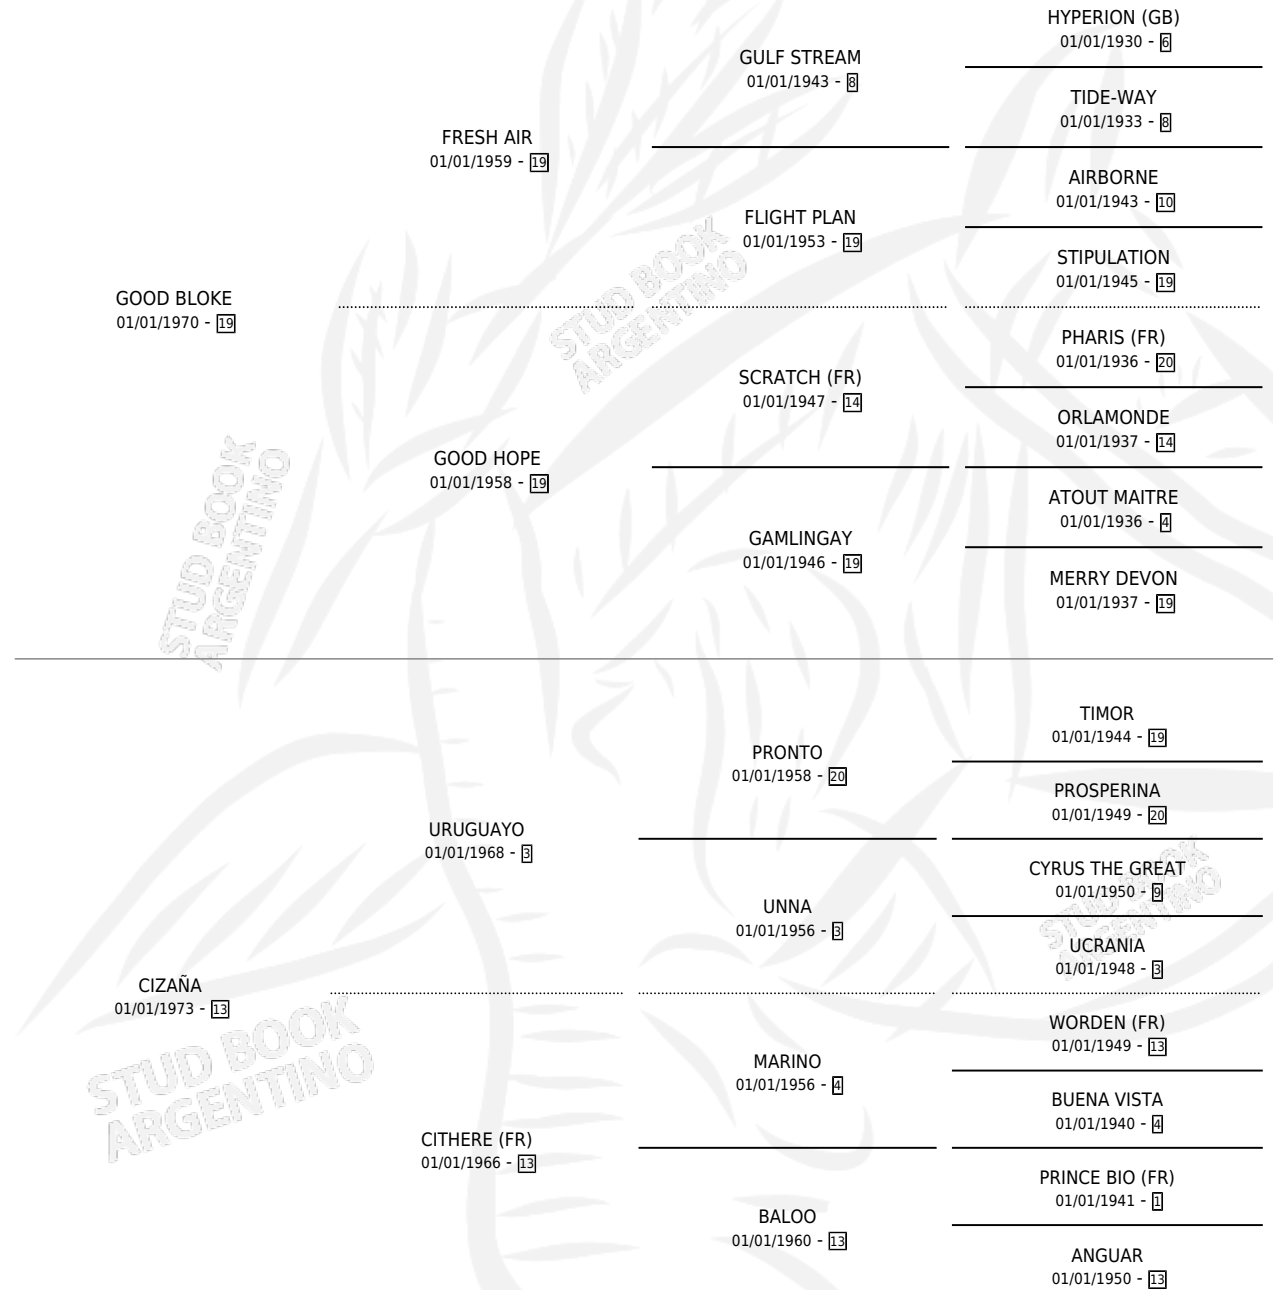 HYPERION (GB)
01/01/1930 - 6
GULF STREAM
01/01/1943 - 8
TIDE-WAY
01/01/1933 - 8
FRESH AIR
01/01/1959 - 19
AIRBORNE
01/01/1943 - 10
FLIGHT PLAN
01/01/1953 - 19
STIPULATION
01/01/1945 - 19
GOOD BLOKE
01/01/1970 - 19
STUD BOOK
ARGENTINO
PHARIS (FR)
01/01/1936 - 20
SCRATCH (FR)
01/01/1947 - 14
ORLAMONDE
01/01/1937 - 14
GOOD HOPE
01/01/1958 - 19
ATOUT MAITRE
01/01/1936 - 4
GAMLINGAY
01/01/1946 - 19
MERRY DEVON
01/01/1937 - 19
STUD BOOK
ARGENTINO
TIMOR
01/01/1944 - 19
PRONTO
01/01/1958 - 20
PROSPERINA
01/01/1949 - 20
URUGUAYO
01/01/1968 - 3
CYRUS THE GREAT
01/01/1950 - 9
UNNA
01/01/1956 - 3
UCRANIA
01/01/1948 - 3
STUD BOOK
ARGENTINO
CIZAÑA
01/01/1973 - 13
WORDEN (FR)
01/01/1949 - 13
MARINO
01/01/1956 - 4
BUENA VISTA
01/01/1940 - 4
STUD BOOK
ARGENTINO
CITHERE (FR)
01/01/1966 - 13
PRINCE BIO (FR)
01/01/1941 - 1
BALOO
01/01/1960 - 13
ANGUAR
01/01/1950 - 13